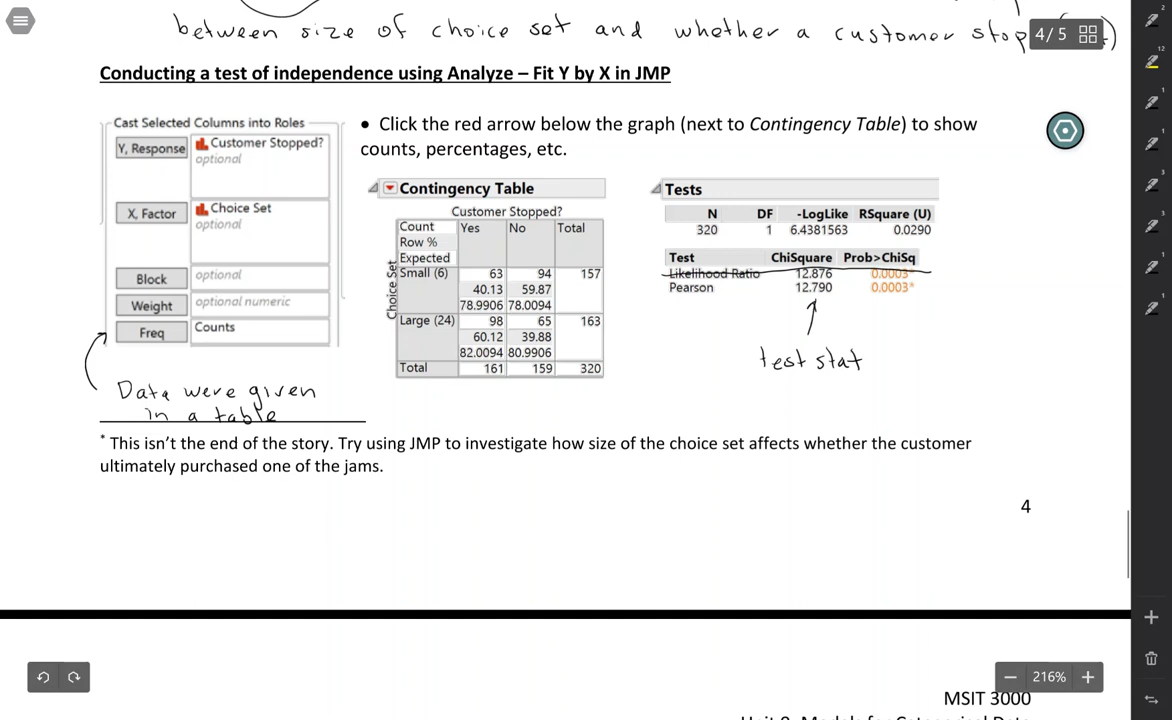 between size of choice set and whether a customer stop
4/5
Conducting a test of independence using Analyze – Fit Y by X in JMP
Cast Selected Columns into Roles
Y, Response Customer Stopped?
optional
X, Factor Choice Set
optional
Block optional
Weight optional numeric
Freq Counts
Data were given
in a table
• Click the red arrow below the graph (next to Contingency Table) to show
counts, percentages, etc.
Contingency Table
Customer Stopped?
Choice Set
Count Yes No Total
Row %
Expected
Small (6) 63 94 157
40.13 59.87
78.9906 78.0094
Large (24) 98 65 163
60.12 39.88
82.0094 80.9906
Total 161 159 320
Tests
N DF -LogLike RSquare (U)
320 1 6.4381563 0.0290
Test ChiSquare Prob>ChiSq
Likelihood Ratio 12.876 0.0003*
Pearson 12.790 0.0003*
test stat
* This isn't the end of the story. Try using JMP to investigate how size of the choice set affects whether the customer
ultimately purchased one of the jams.
4
216%
MSIT 3000